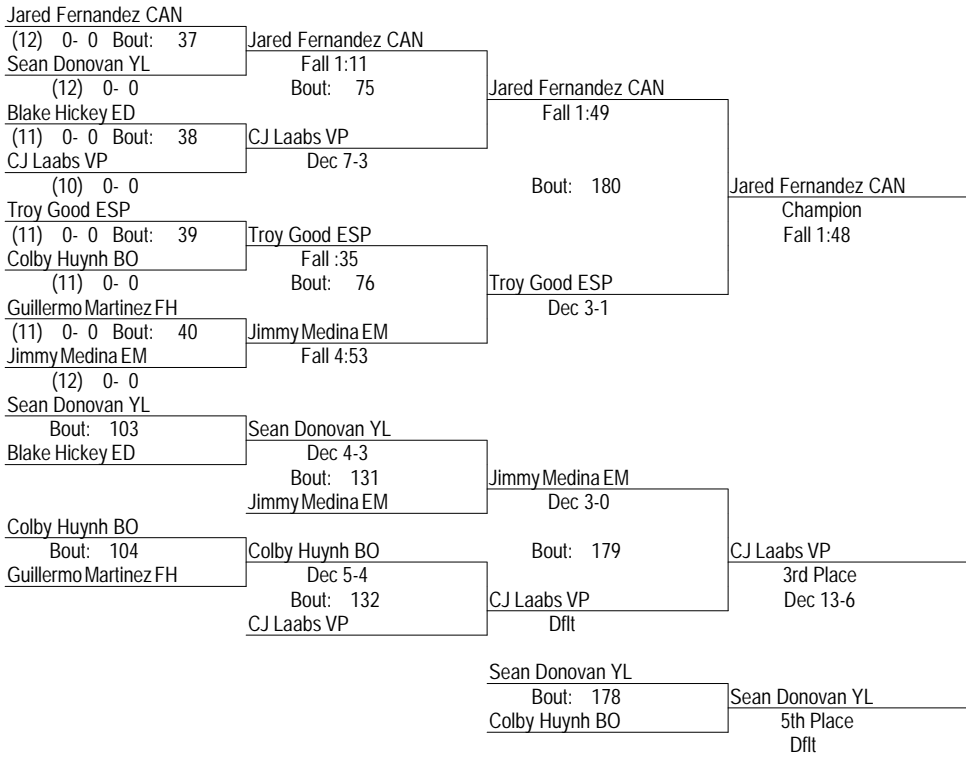 Jared Fernandez CAN
(12) 0- 0 Bout: 37
Jared Fernandez CAN
Sean Donovan YL
Fall 1:11
(12) 0- 0
Bout: 75
Jared Fernandez CAN
Blake Hickey ED
Fall 1:49
(11) 0- 0 Bout: 38
CJ Laabs VP
CJ Laabs VP
Dec 7-3
(10) 0- 0
Bout: 180
Jared Fernandez CAN
Troy Good ESP
Champion
(11) 0- 0 Bout: 39
Troy Good ESP
Fall 1:48
Colby Huynh BO
Fall :35
(11) 0- 0
Bout: 76
Troy Good ESP
Guillermo Martinez FH
Dec 3-1
(11) 0- 0 Bout: 40
Jimmy Medina EM
Jimmy Medina EM
Fall 4:53
(12) 0- 0
Sean Donovan YL
Bout: 103
Sean Donovan YL
Blake Hickey ED
Dec 4-3
Bout: 131
Jimmy Medina EM
Jimmy Medina EM
Dec 3-0
Colby Huynh BO
Bout: 104
Colby Huynh BO
Bout: 179
CJ Laabs VP
Guillermo Martinez FH
Dec 5-4
3rd Place
Bout: 132
CJ Laabs VP
Dec 13-6
CJ Laabs VP
Dflt
Sean Donovan YL
Bout: 178
Sean Donovan YL
Colby Huynh BO
5th Place
Dflt